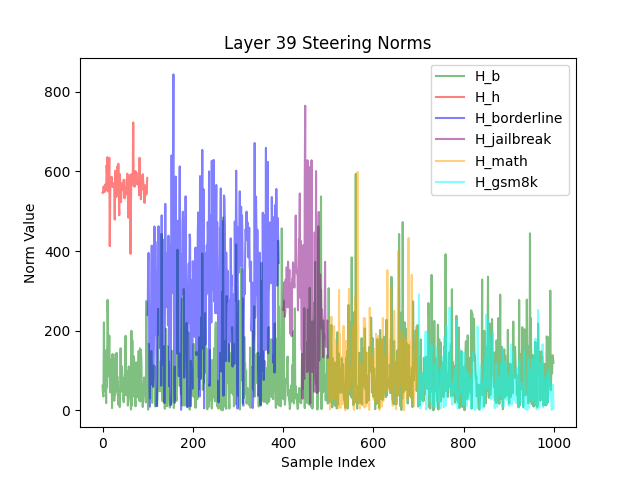 Layer 39 Steering Norms
Norm Value
800
600
400
200
0
0 200 400 600 800 1000
Sample Index
H_b
H_h
H_borderline
H_jailbreak
H_math
H_gsm8k